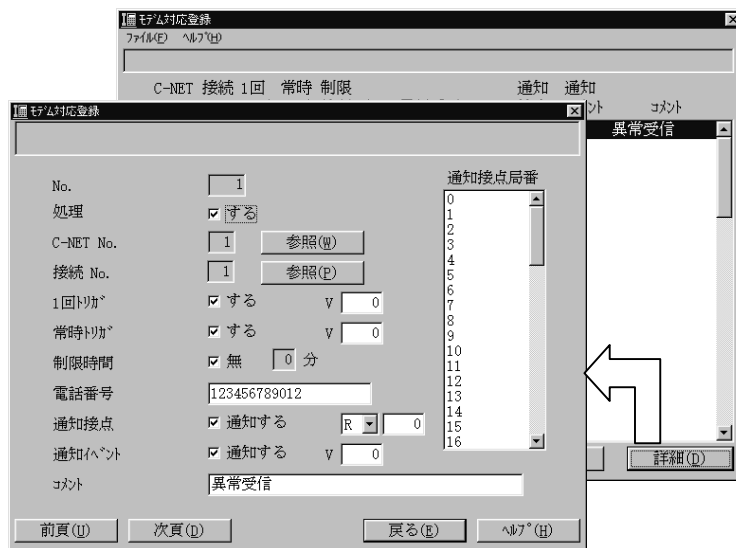 モデム対応登録
ファイル(F) ヘルプ(H)
C-NET 接続 1回 常時 制限 通知 通知
コメント
異常受信
詳細(D)
モデム対応登録
No. 1
処理 する
C-NET No. 1 参照(W)
接続 No. 1 参照(P)
1回トリガ する V 0
常時トリガ する V 0
制限時間 無 0 分
電話番号 123456789012
通知接点 通知する R 0
通知イベント 通知する V 0
コメント 異常受信
通知接点局番
0
1
2
3
4
5
6
7
8
9
10
11
12
13
14
15
16
前頁(U) 次頁(D) 戻る(E) ヘルプ(H)